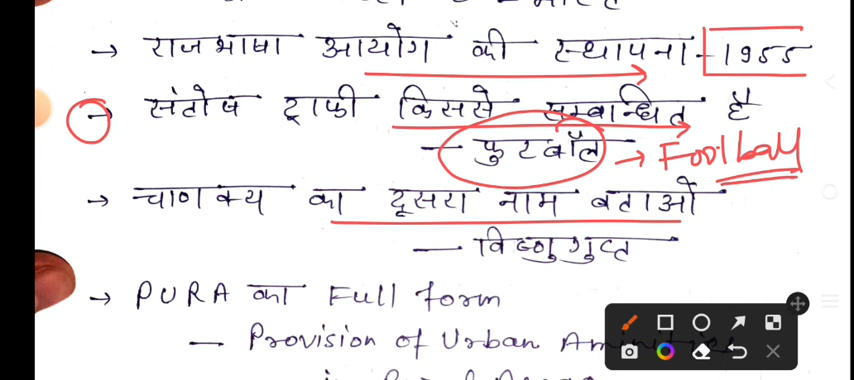 → राजभाषा आयोग की स्थापना - 1955
→ संतोष ट्राफी किससे सम्बन्धित है
— फुटबॉल → Football
→ चाणक्य का दूसरा नाम बताओ
— विष्णुगुप्त
→ PURA का Full form
— Provision of Urban